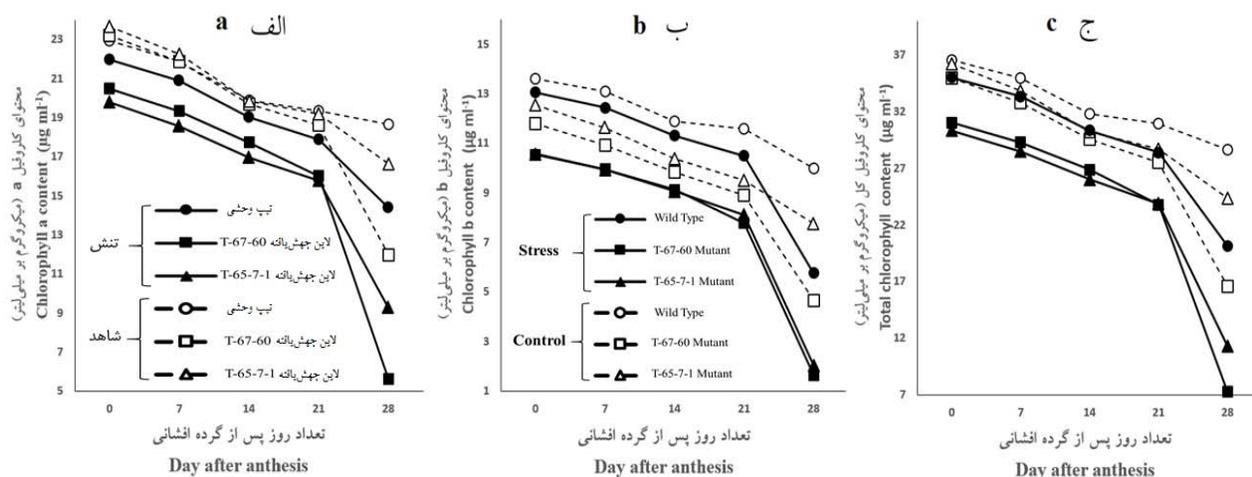 a الف
محتوای کلروفیل a (میکروگرم بر میلی‌لیتر)
Chlorophyll a content (µg ml⁻¹)
23
21
19
17
15
13
11
9
7
5
تنش
تیپ وحشی
لاین جهش‌یافته T-67-60
لاین جهش‌یافته T-65-7-1
شاهد
تیپ وحشی
لاین جهش‌یافته T-67-60
لاین جهش‌یافته T-65-7-1
0 7 14 21 28
تعداد روز پس از گرده افشانی
Day after anthesis
b ب
محتوای کلروفیل b (میکروگرم بر میلی‌لیتر)
Chlorophyll b content (µg ml⁻¹)
15
13
11
9
7
5
3
1
Stress
Wild Type
T-67-60 Mutant
T-65-7-1 Mutant
Control
Wild Type
T-67-60 Mutant
T-65-7-1 Mutant
0 7 14 21 28
تعداد روز پس از گرده افشانی
Day after anthesis
c ج
محتوای کلروفیل کل (میکروگرم بر میلی‌لیتر)
Total chlorophyll content (µg ml⁻¹)
37
32
27
22
17
12
7
0 7 14 21 28
تعداد روز پس از گرده افشانی
Day after anthesis